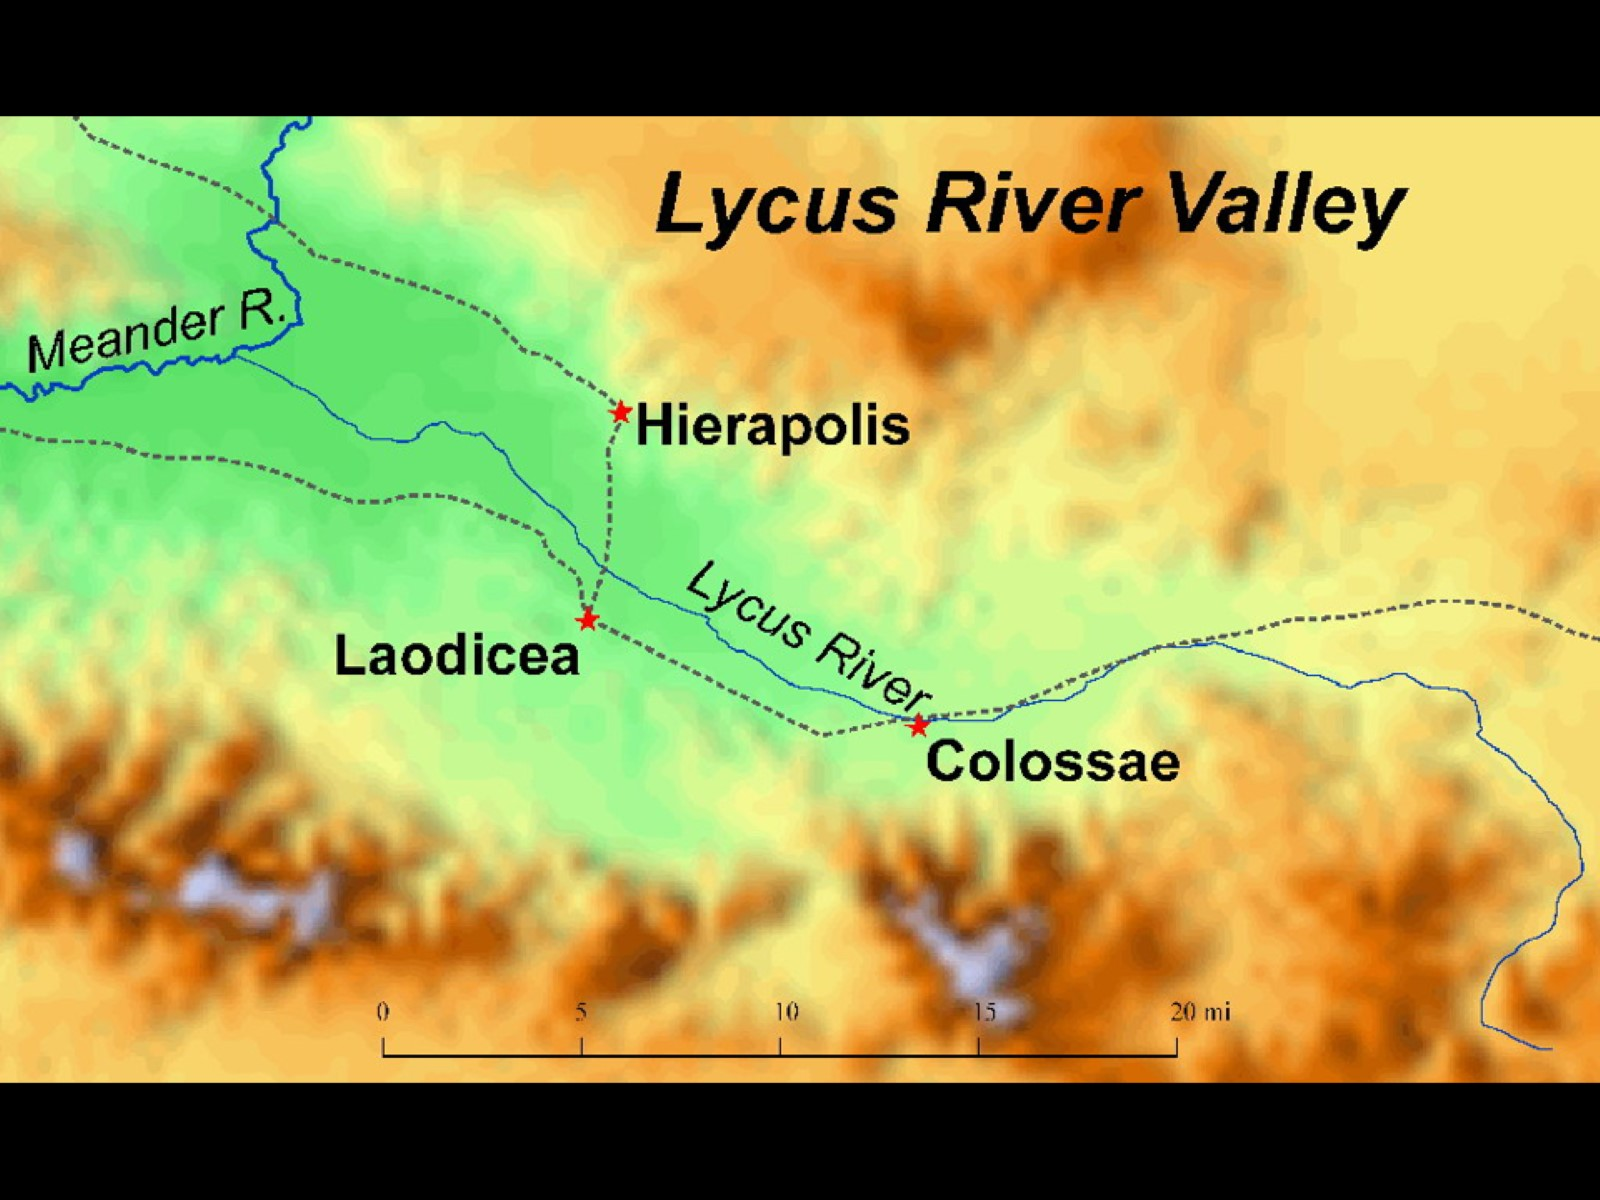 Lycus River Valley
Meander R.
Hierapolis
Lycus River
Laodicea
Colossae
0 5 10 15 20 mi